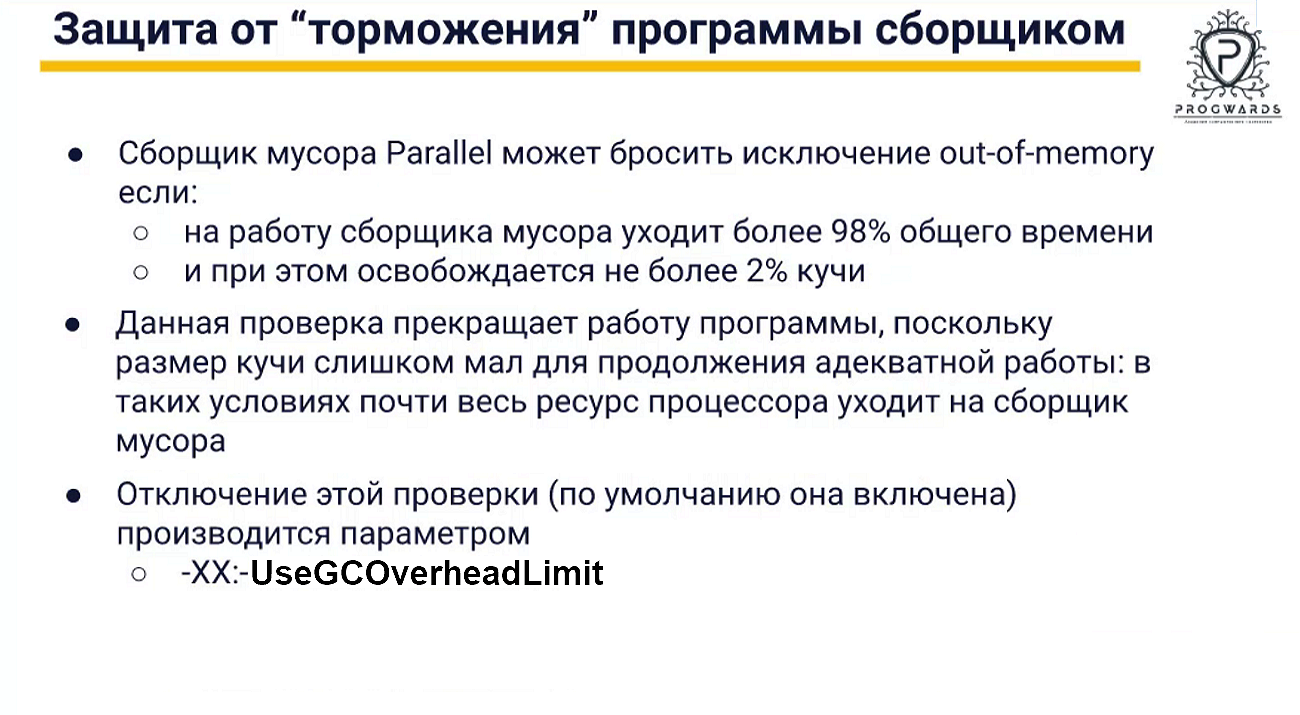 Защита от “торможения” программы сборщиком
PROGWARDS
● Сборщик мусора Parallel может бросить исключение out-of-memory
если:
○ на работу сборщика мусора уходит более 98% общего времени
○ и при этом освобождается не более 2% кучи
● Данная проверка прекращает работу программы, поскольку
размер кучи слишком мал для продолжения адекватной работы: в
таких условиях почти весь ресурс процессора уходит на сборщик
мусора
● Отключение этой проверки (по умолчанию она включена)
производится параметром
○ -XX:-UseGCOverheadLimit